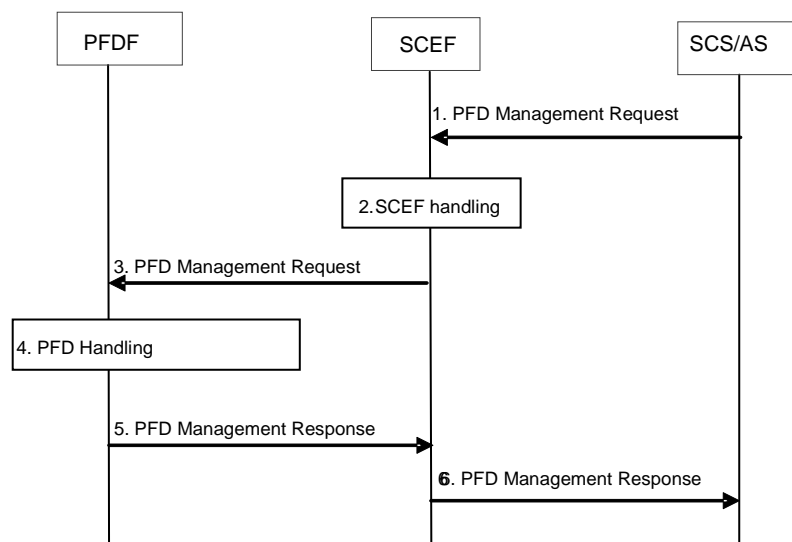 PFDF
SCEF
SCS/AS
1. PFD Management Request
2.SCEF handling
3. PFD Management Request
4. PFD Handling
5. PFD Management Response
6. PFD Management Response